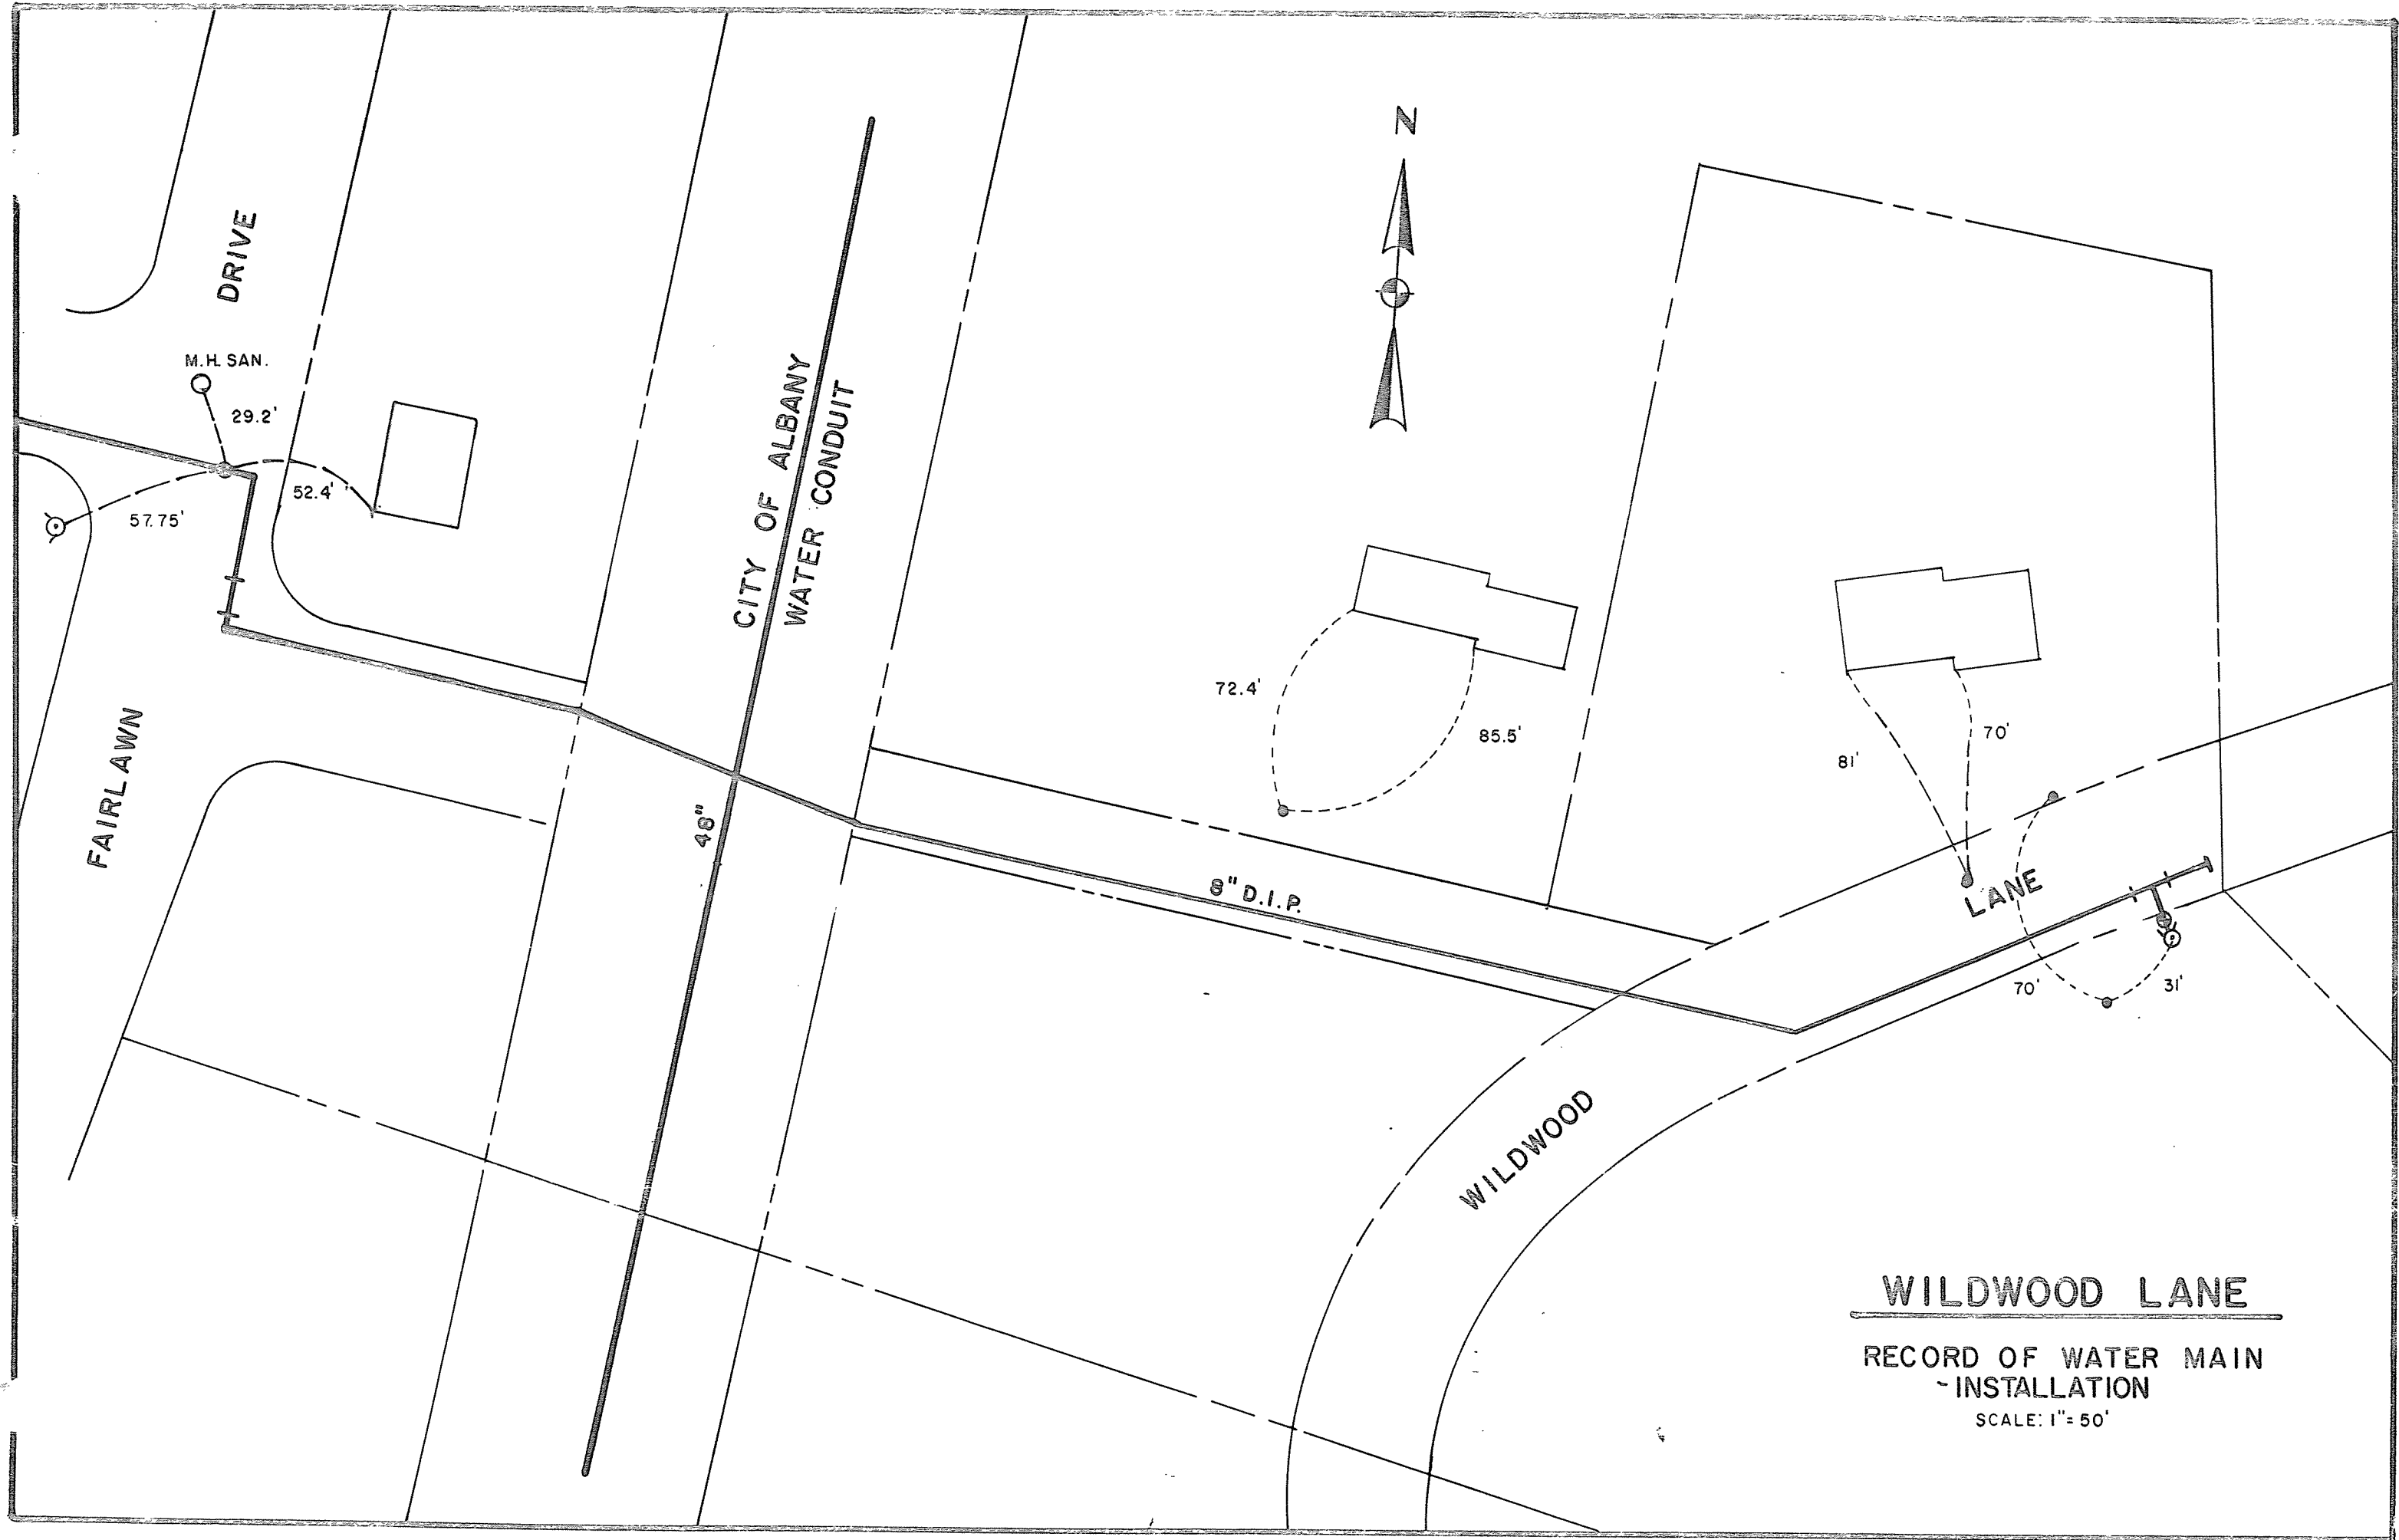 N
DRIVE
M.H. SAN.
29.2'
52.4'
57.75'
FAIRLAWN
CITY OF ALBANY
WATER CONDUIT
48"
8" D.I.P.
72.4'
85.5'
81'
70'
LANE
70'
31'
WILDWOOD
WILDWOOD LANE
RECORD OF WATER MAIN
INSTALLATION
SCALE: 1"= 50'